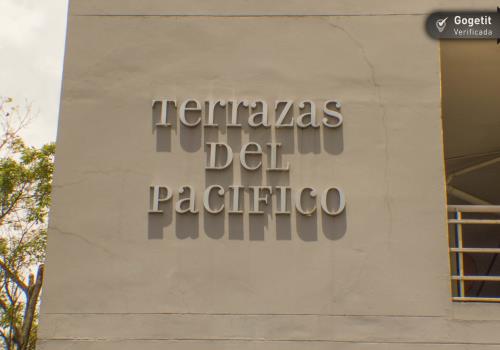 Gogetit
Verificada
Terrazas
Del
Pacifico